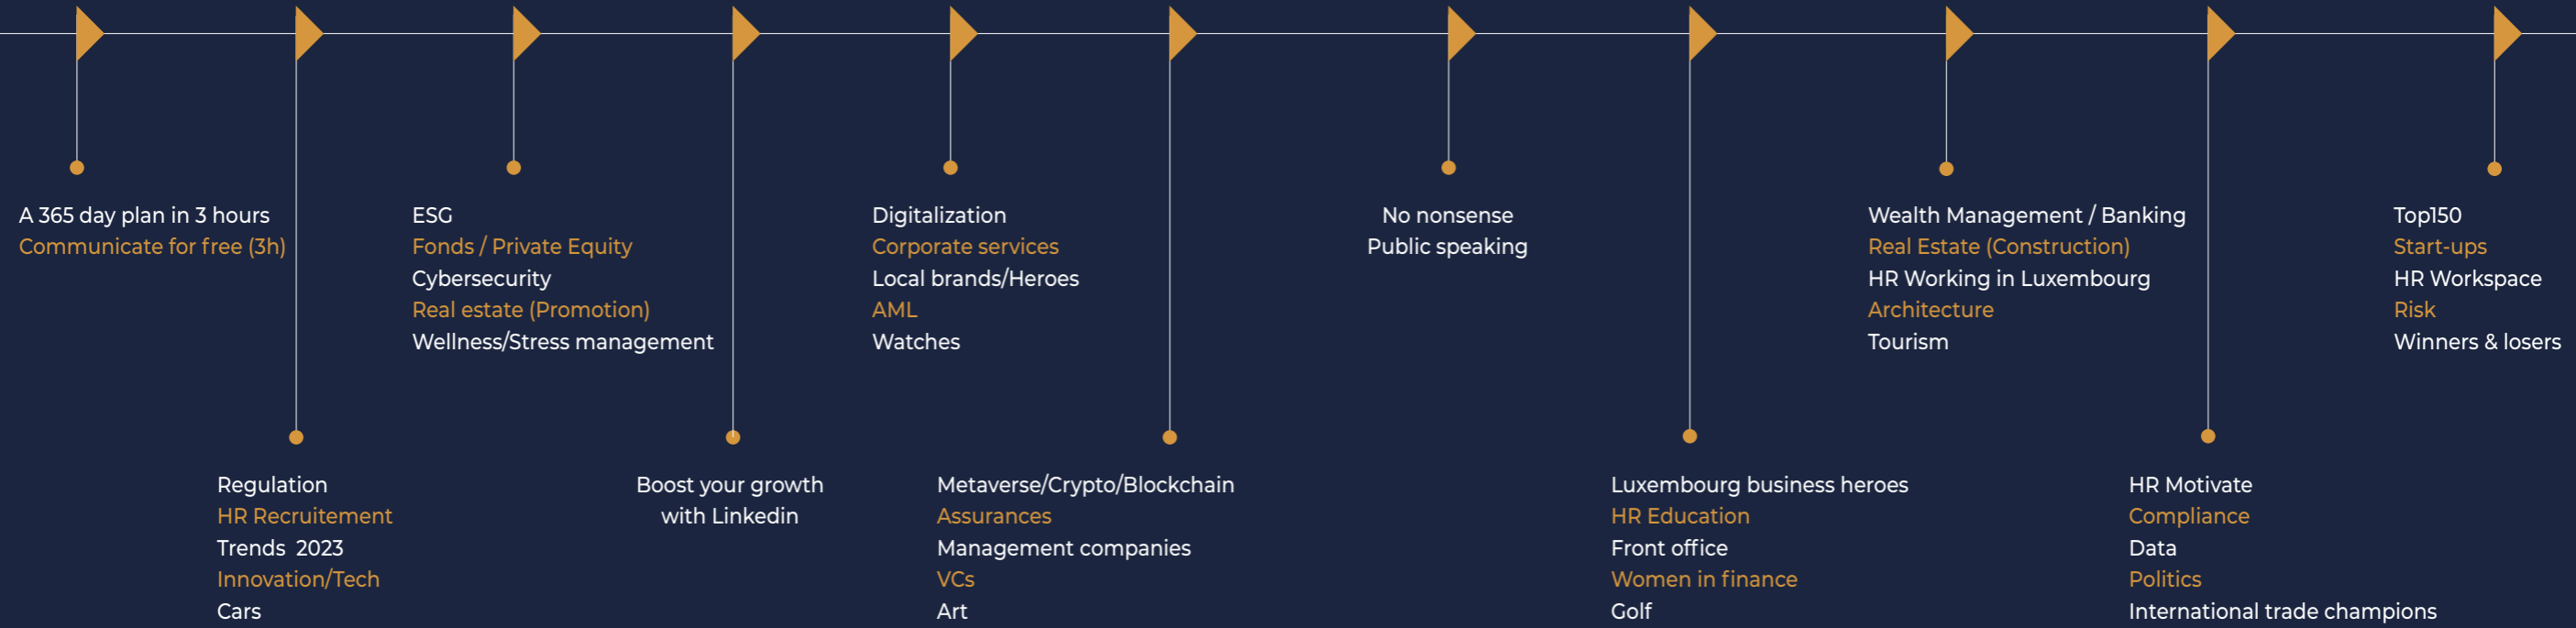 A 365 day plan in 3 hours
Communicate for free (3h)
Regulation
HR Recruitement
Trends 2023
Innovation/Tech
Cars
ESG
Fonds / Private Equity
Cybersecurity
Real estate (Promotion)
Wellness/Stress management
Boost your growth
with Linkedin
Digitalization
Corporate services
Local brands/Heroes
AML
Watches
Metaverse/Crypto/Blockchain
Assurances
Management companies
VCs
Art
No nonsense
Public speaking
Luxembourg business heroes
HR Education
Front office
Women in finance
Golf
Wealth Management / Banking
Real Estate (Construction)
HR Working in Luxembourg
Architecture
Tourism
HR Motivate
Compliance
Data
Politics
International trade champions
Top150
Start-ups
HR Workspace
Risk
Winners & losers